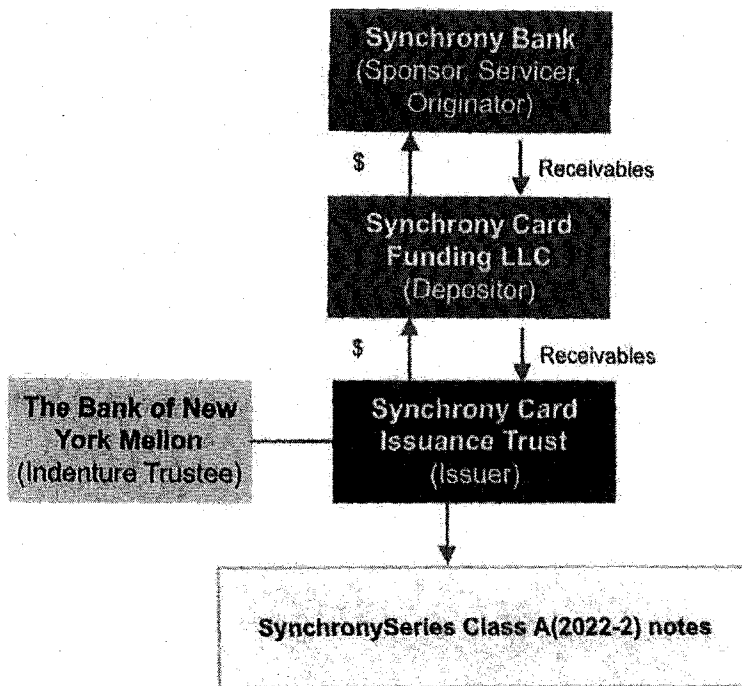 Synchrony Bank
(Sponsor, Servicer,
Originator)
$
Receivables
Synchrony Card
Funding LLC
(Depositor)
$
Receivables
The Bank of New
York Mellon
(Indenture Trustee)
Synchrony Card
Issuance Trust
(Issuer)
SynchronySeries Class A(2022-2) notes